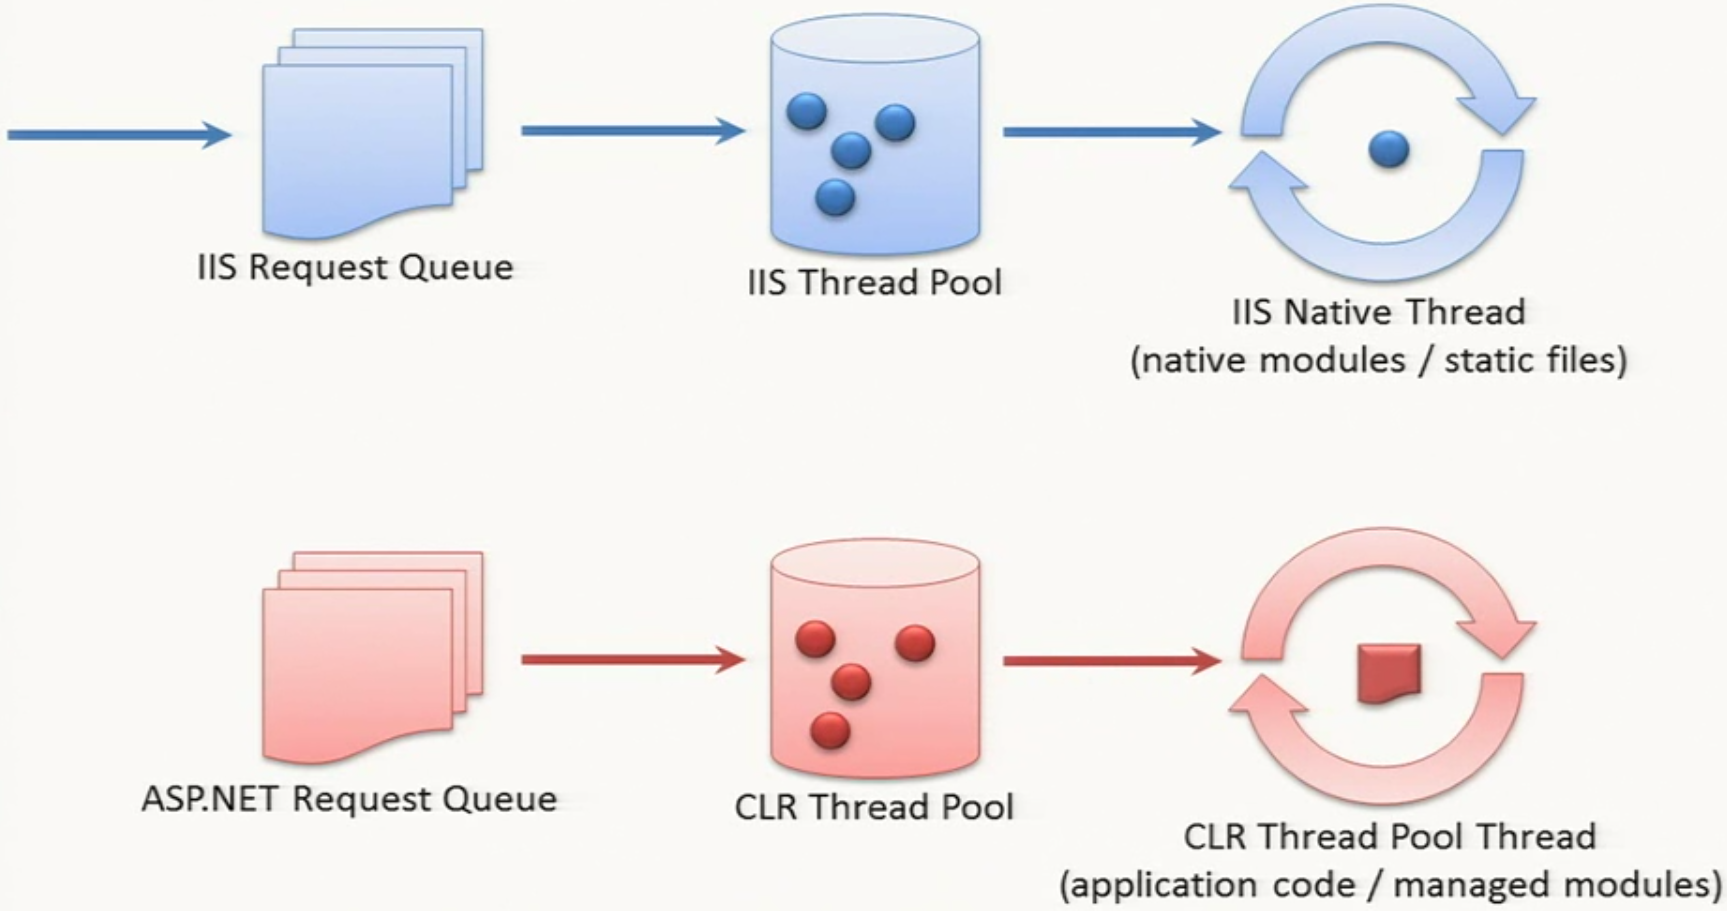 IIS Request Queue
IIS Thread Pool
IIS Native Thread
(native modules / static files)
ASP.NET Request Queue
CLR Thread Pool
CLR Thread Pool Thread
(application code / managed modules)